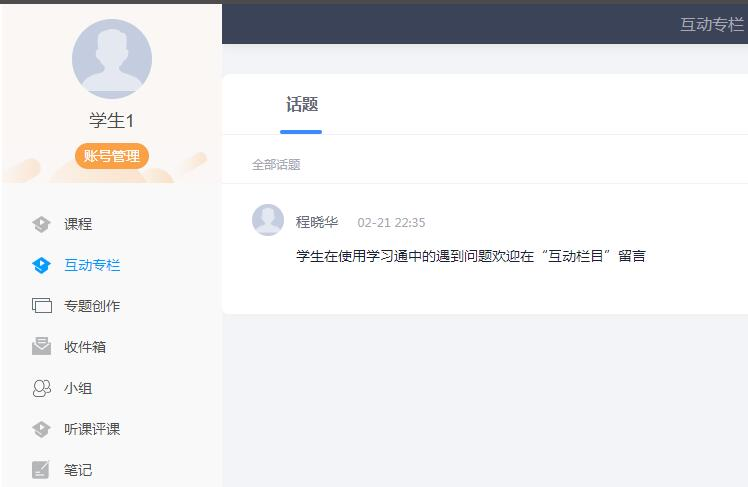 学生1
账号管理
课程
互动专栏
专题创作
收件箱
小组
听课评课
笔记
互动专栏
话题
全部话题
程晓华 02-21 22:35
学生在使用学习通中的遇到问题欢迎在“互动栏目”留言